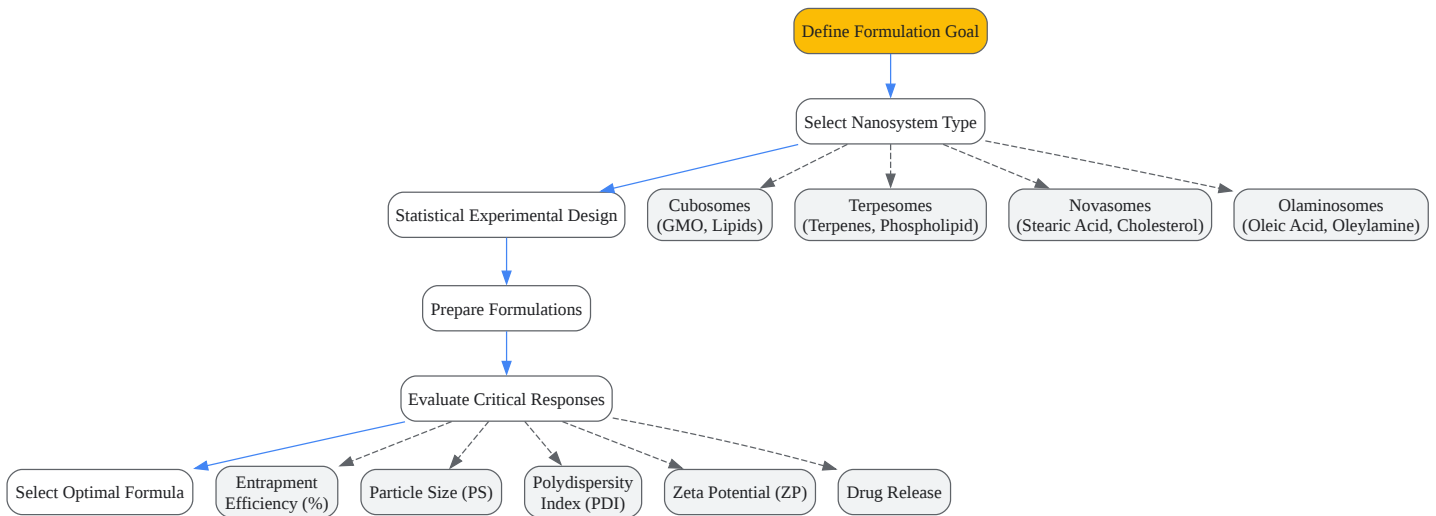 Define Formulation Goal
Select Nanosystem Type
Statistical Experimental Design
Cubosomes
(GMO, Lipids)
Terpesomes
(Terpenes, Phospholipid)
Novasomes
(Stearic Acid, Cholesterol)
Olaminosomes
(Oleic Acid, Oleylamine)
Prepare Formulations
Evaluate Critical Responses
Select Optimal Formula
Entrapment
Efficiency (%)
Particle Size (PS)
Polydispersity
Index (PDI)
Zeta Potential (ZP)
Drug Release